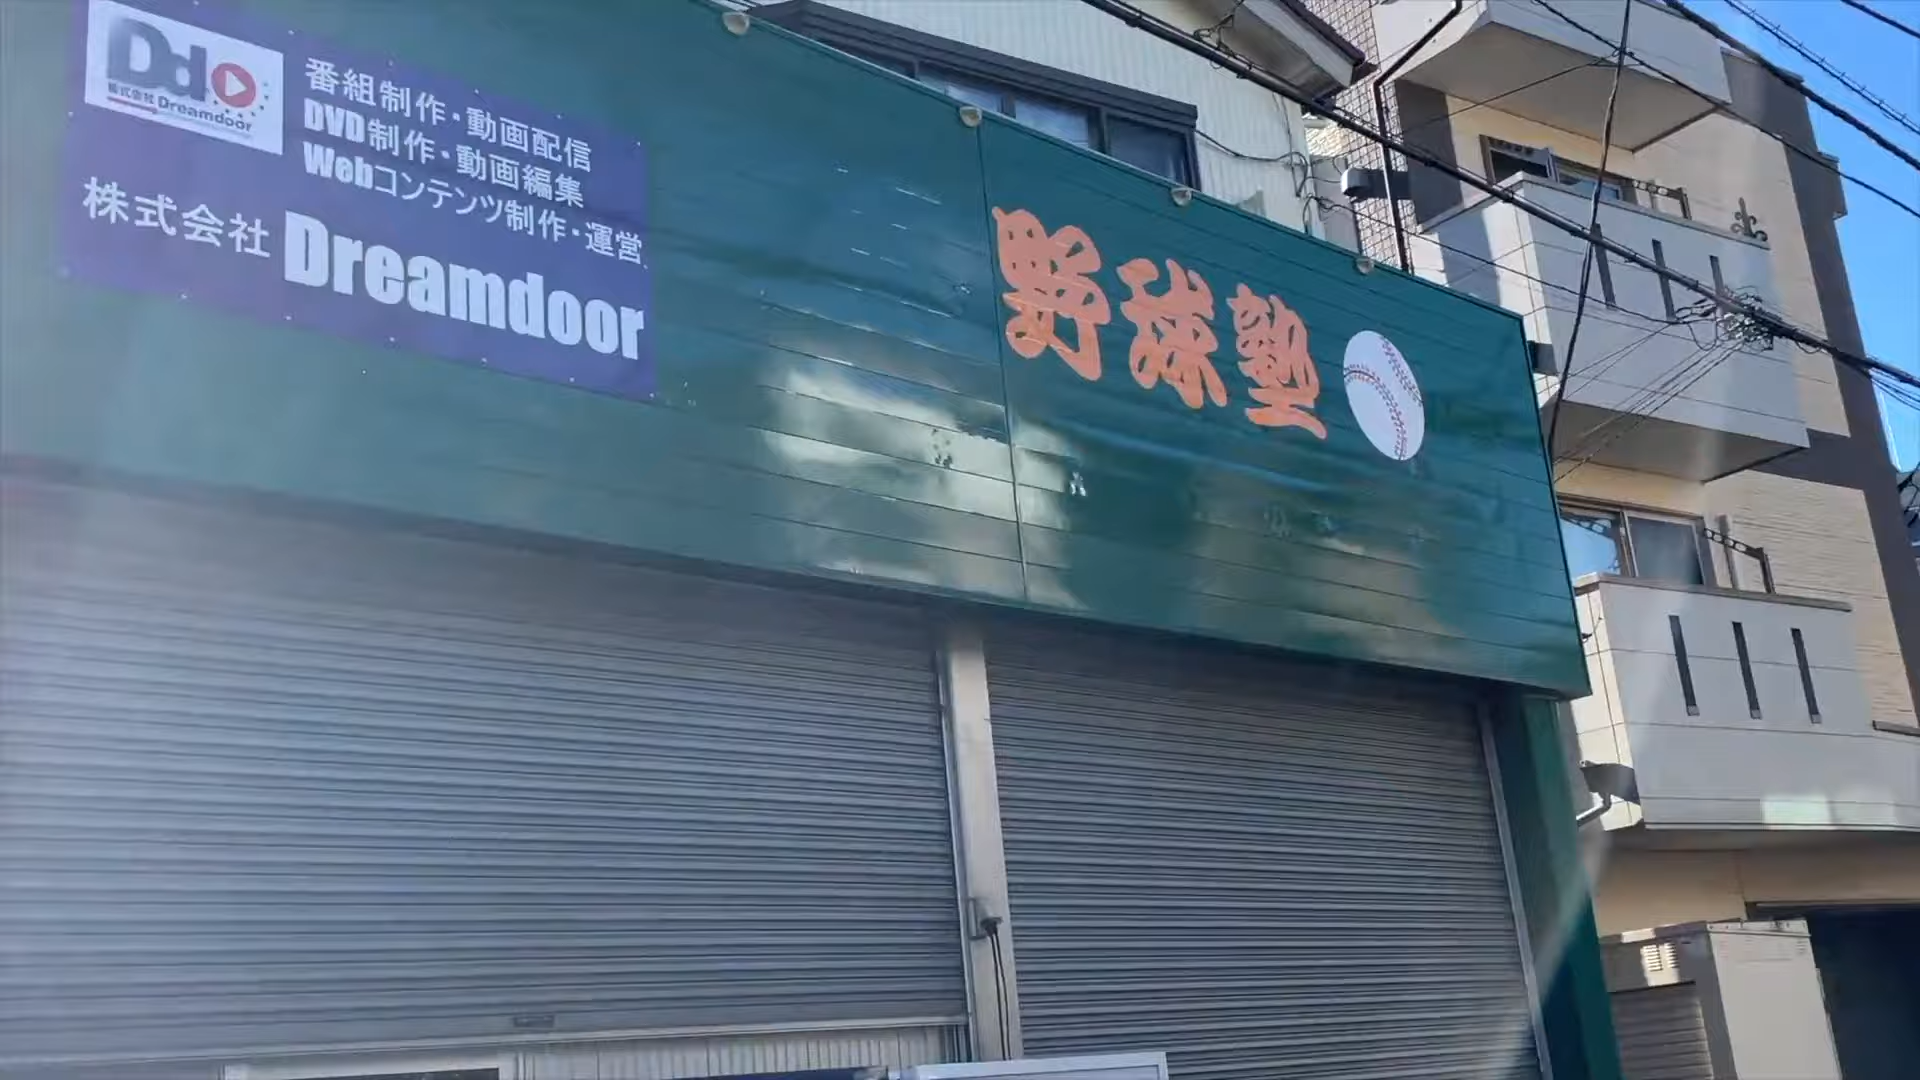 Ddo
株式会社 Dreamdoor
番組制作・動画配信
DVD制作・動画編集
Webコンテンツ制作・運営
株式会社 Dreamdoor
野球塾